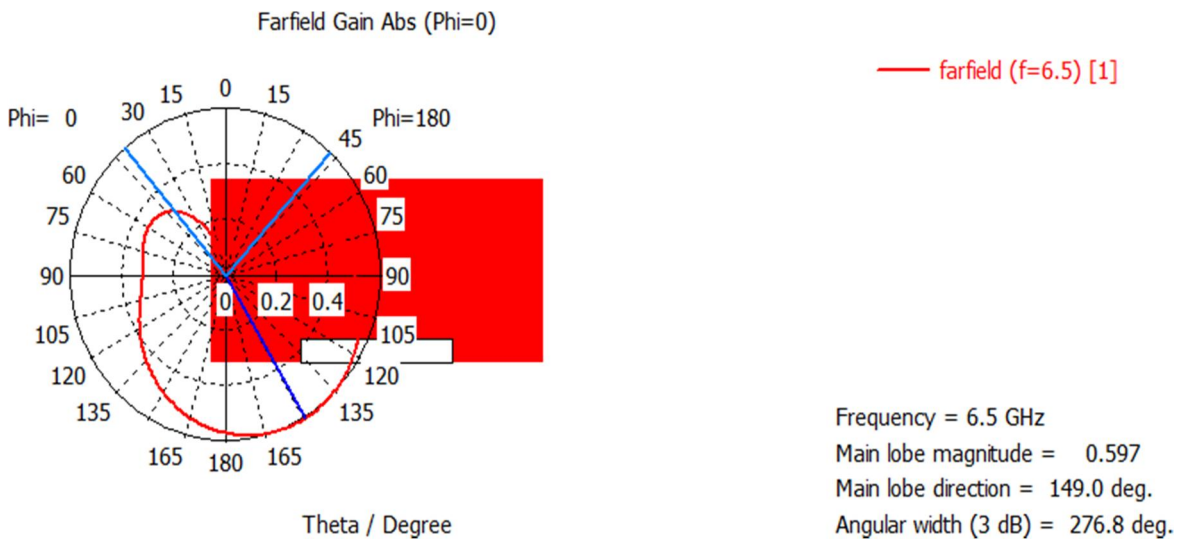 Farfield Gain Abs (Phi=0)
farfield (f=6.5) [1]
0
15
15
30
Phi= 0
Phi=180
45
60
60
75
75
90
90
0
0.2
0.4
105
105
120
120
135
135
165
180
165
Theta / Degree
Frequency = 6.5 GHz
Main lobe magnitude = 0.597
Main lobe direction = 149.0 deg.
Angular width (3 dB) = 276.8 deg.